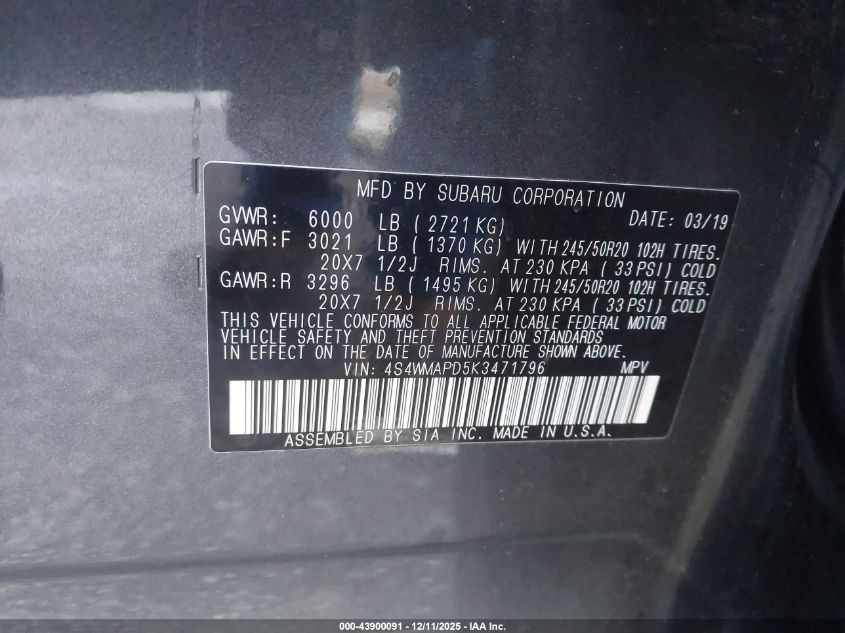 MFD BY SUBARU CORPORATION
GVWR: 6000 LB ( 2721 KG) DATE: 03/19
GAWR:F 3021 LB ( 1370 KG) WITH 245/50R20 102H TIRES.
20X7 1/2J RIMS. AT 230 KPA ( 33 PSI) COLD
GAWR:R 3296 LB ( 1495 KG) WITH 245/50R20 102H TIRES.
20X7 1/2J RIMS. AT 230 KPA ( 33 PSI) COLD
THIS VEHICLE CONFORMS TO ALL APPLICABLE FEDERAL MOTOR
VEHICLE SAFETY AND THEFT PREVENTION STANDARDS
IN EFFECT ON THE DATE OF MANUFACTURE SHOWN ABOVE.
VIN: 4S4WMAPD5K3471796 MPV
ASSEMBLED BY SIA INC. MADE IN U.S.A.
000-43900091 - 12/11/2025 - IAA Inc.